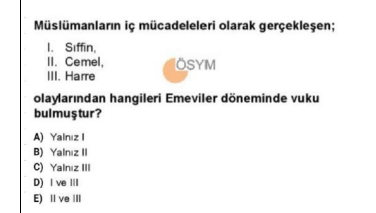 Müslümanların iç mücadeleleri olarak gerçekleşen;
I. Sıffin,
II. Cemel,
III. Harre
ÖSYM
olaylarından hangileri Emeviler döneminde vuku
bulmuştur?
A) Yalnız I
B) Yalnız II
C) Yalnız III
D) I ve III
E) II ve III